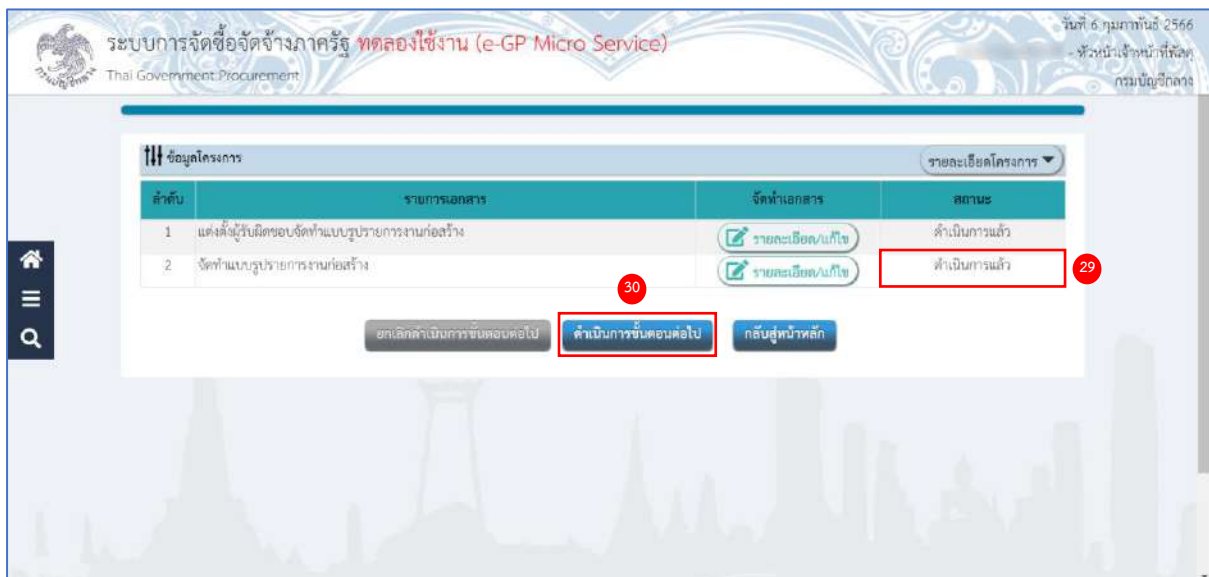 วันที่ 6 กุมภาพันธ์ 2566
ระบบการจัดซื้อจัดจ้างภาครัฐ ทดลองใช้งาน (e-GP Micro Service)
- หัวหน้าเจ้าหน้าที่พัสดุ
Thai Government Procurement
กรมบัญชีกลาง
กรมบัญชีกลาง
ข้อมูลโครงการ
รายละเอียดโครงการ
ลำดับ รายการเอกสาร จัดทำเอกสาร สถานะ
1 แต่งตั้งผู้รับผิดชอบจัดทำแบบรูปรายการงานก่อสร้าง รายละเอียด/แก้ไข ดำเนินการแล้ว
2 จัดทำแบบรูปรายการงานก่อสร้าง รายละเอียด/แก้ไข ดำเนินการแล้ว 29
30
ยกเลิกดำเนินการขั้นตอนต่อไป ดำเนินการขั้นตอนต่อไป กลับสู่หน้าหลัก